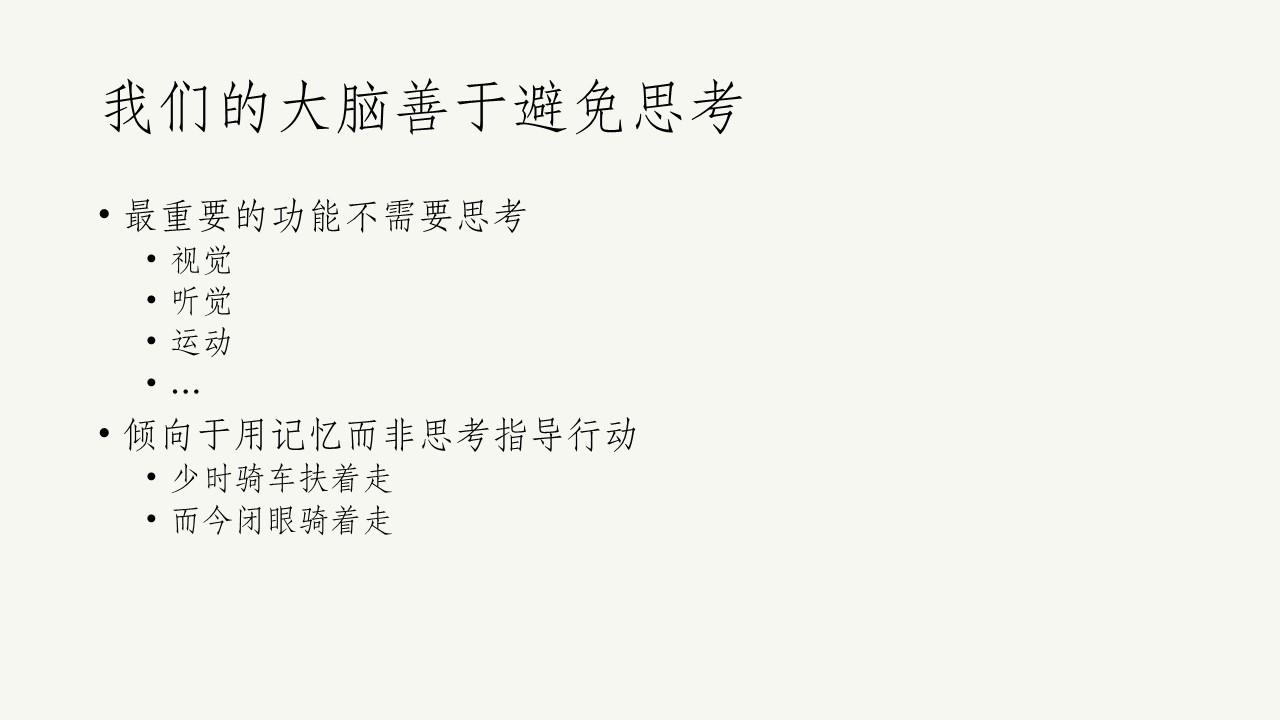 我们的大脑善于避免思考
• 最重要的功能不需要思考
• 视觉
• 听觉
• 运动
• …
• 倾向于用记忆而非思考指导行动
• 少时骑车扶着走
• 而今闭眼骑着走